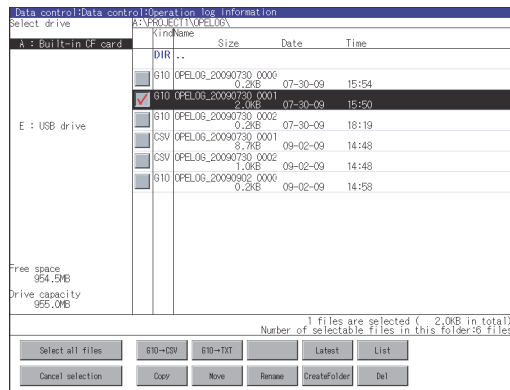 Data control:Data control:Operation log information
Select drive
A:\PROJECT1\OPELOG\
Kind Name
Size Date Time
A : Built-in CF card
DIR ..
G10 OPELOG_20090730_0000
0.2KB 07-30-09 15:54
G10 OPELOG_20090730_0001
2.0KB 07-30-09 15:50
G10 OPELOG_20090730_0002
0.2KB 07-30-09 18:19
E : USB drive
CSV OPELOG_20090730_0001
8.7KB 09-02-09 14:48
CSV OPELOG_20090730_0002
1.0KB 09-02-09 14:48
G10 OPELOG_20090902_0000
0.2KB 09-02-09 14:58
Free space
954.5MB
Drive capacity
955.0MB
1 files are selected ( 2.0KB in total)
Number of selectable files in this folder:6 files
Select all files G10→CSV G10→TXT Latest List
Cancel selection Copy Move Rename CreateFolder Del